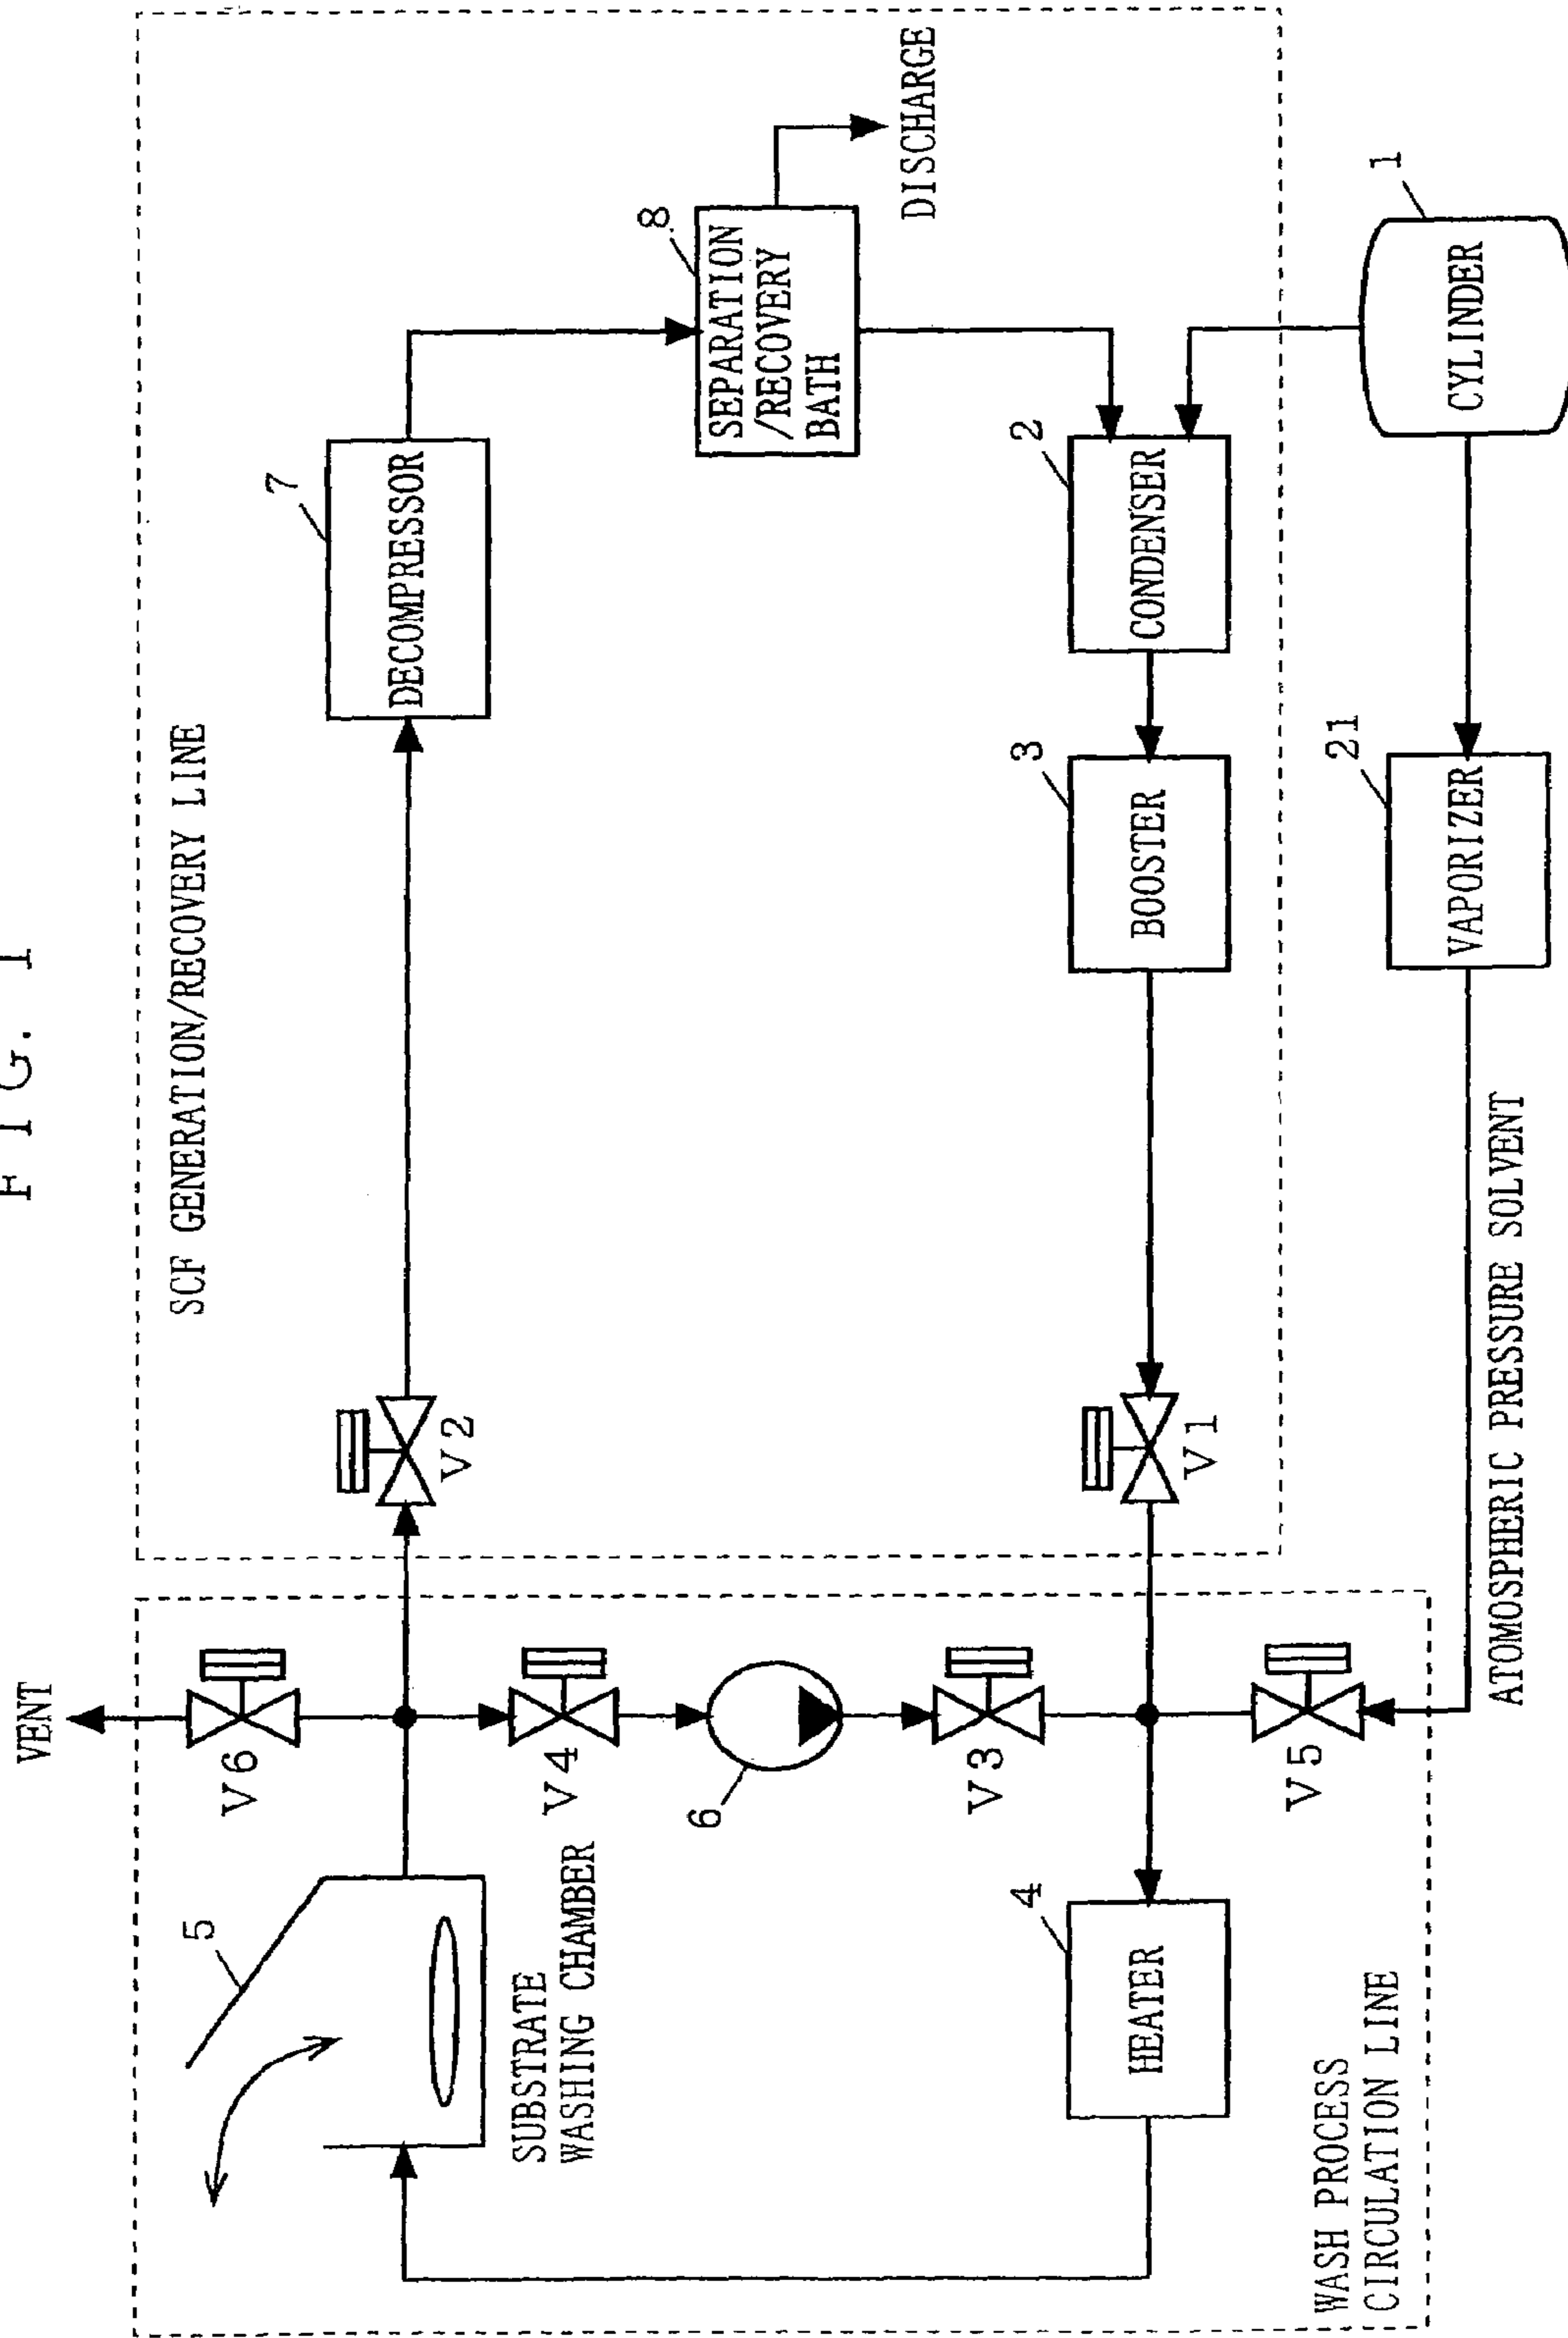 FIG. 1
SCF GENERATION/RECOVERY LINE
VENT
V6
5
SUBSTRATE
WASHING CHAMBER
V4
V2
7
DECOMPRESSOR
8
SEPARATION
/RECOVERY
BATH
DISCHARGE
6
V3
4
HEATER
V1
3
BOOSTER
2
CONDENSER
WASH PROCESS
CIRCULATION LINE
V5
ATOMOSPHERIC PRESSURE SOLVENT
21
VAPORIZER
1
CYLINDER